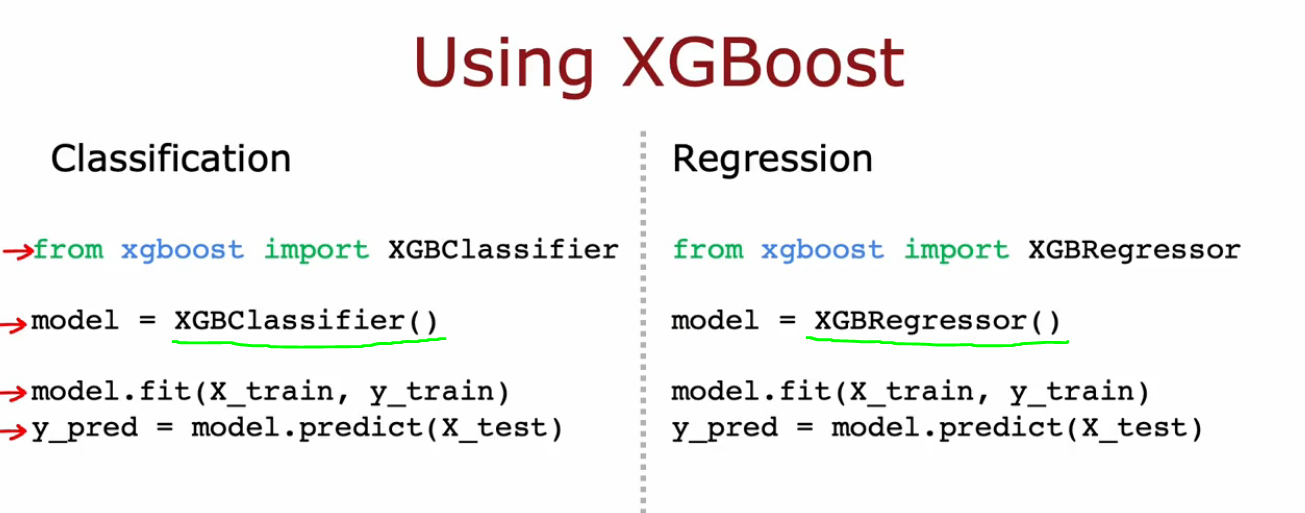 Using XGBoost
Classification
from xgboost import XGBClassifier
model = XGBClassifier()
model.fit(X_train, y_train)
y_pred = model.predict(X_test)
Regression
from xgboost import XGBRegressor
model = XGBRegressor()
model.fit(X_train, y_train)
y_pred = model.predict(X_test)